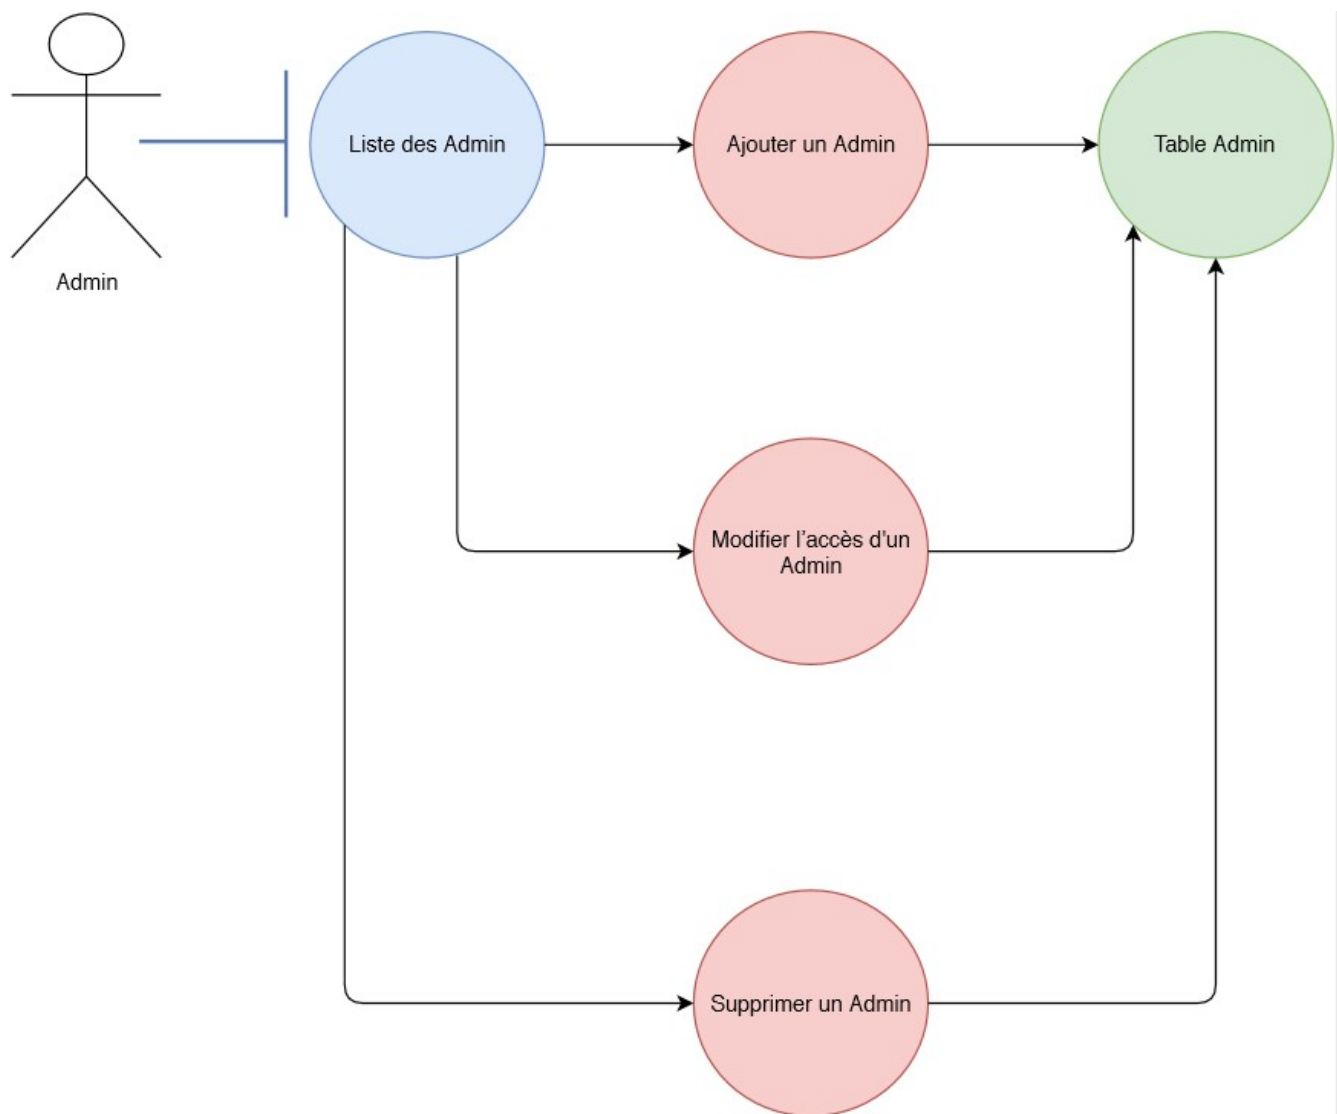 Liste des Admin
Ajouter un Admin
Table Admin
Admin
Modifier l’accès d'un
Admin
Supprimer un Admin